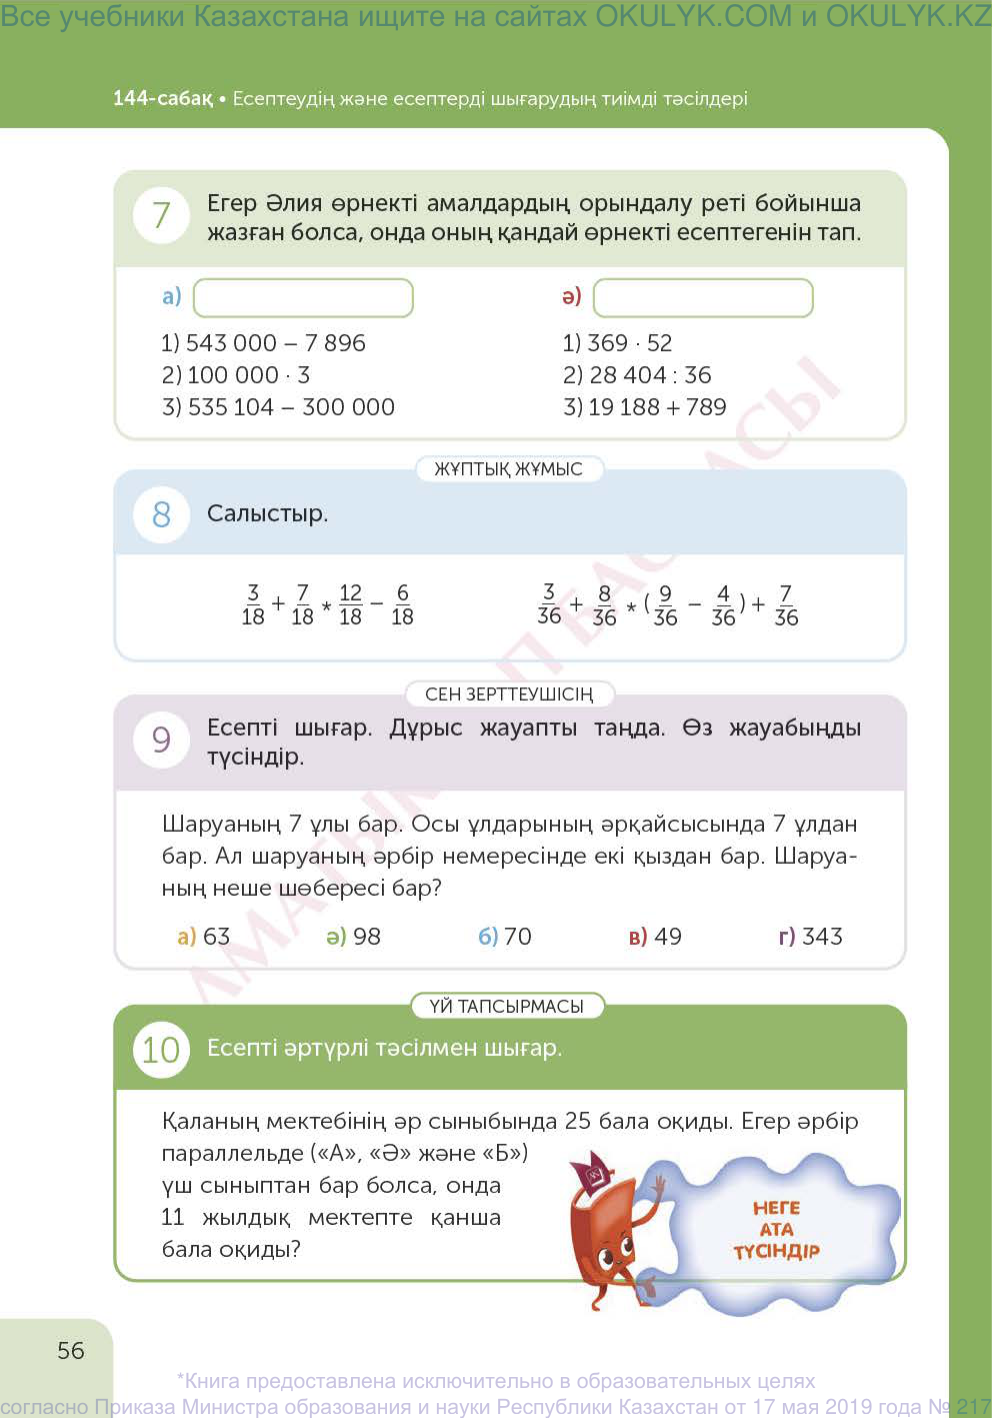 Все учебники Казахстана ищите на сайтах OKULYK.COM и OKULYK.KZ
144-сабақ • Есептеудің және есептерді шығарудың тиімді тәсілдері
7
Егер Әлия өрнекті амалдардың орындалу реті бойынша
жазған болса, онда оның қандай өрнекті есептегенін тап.
а)
1) 543 000 – 7 896
2) 100 000 · 3
3) 535 104 – 300 000
ә)
1) 369 · 52
2) 28 404 : 36
3) 19 188 + 789
ЖҰПТЫҚ ЖҰМЫС
8
Салыстыр.
3/18 + 7/18 * 12/18 – 6/18
3/36 + 8/36 * (9/36 – 4/36) + 7/36
СЕН ЗЕРТТЕУШІСІҢ
9
Есепті шығар. Дұрыс жауапты таңда. Өз жауабыңды
түсіндір.
Шаруаның 7 ұлы бар. Осы ұлдарының әрқайсысында 7 ұлдан
бар. Ал шаруаның әрбір немересінде екі қыздан бар. Шаруа-
ның неше шөбересі бар?
а) 63 ә) 98 б) 70 в) 49 г) 343
ҮЙ ТАПСЫРМАСЫ
10
Есепті әртүрлі тәсілмен шығар.
Қаланың мектебінің әр сыныбында 25 бала оқиды. Егер әрбір
параллельде («А», «Ә» және «Б»)
үш сыныптан бар болса, онда
11 жылдық мектепте қанша
бала оқиды?
НЕГЕ
АТА
ТҮСІНДІР
56
*Книга предоставлена исключительно в образовательных целях
согласно Приказа Министра образования и науки Республики Казахстан от 17 мая 2019 года № 217